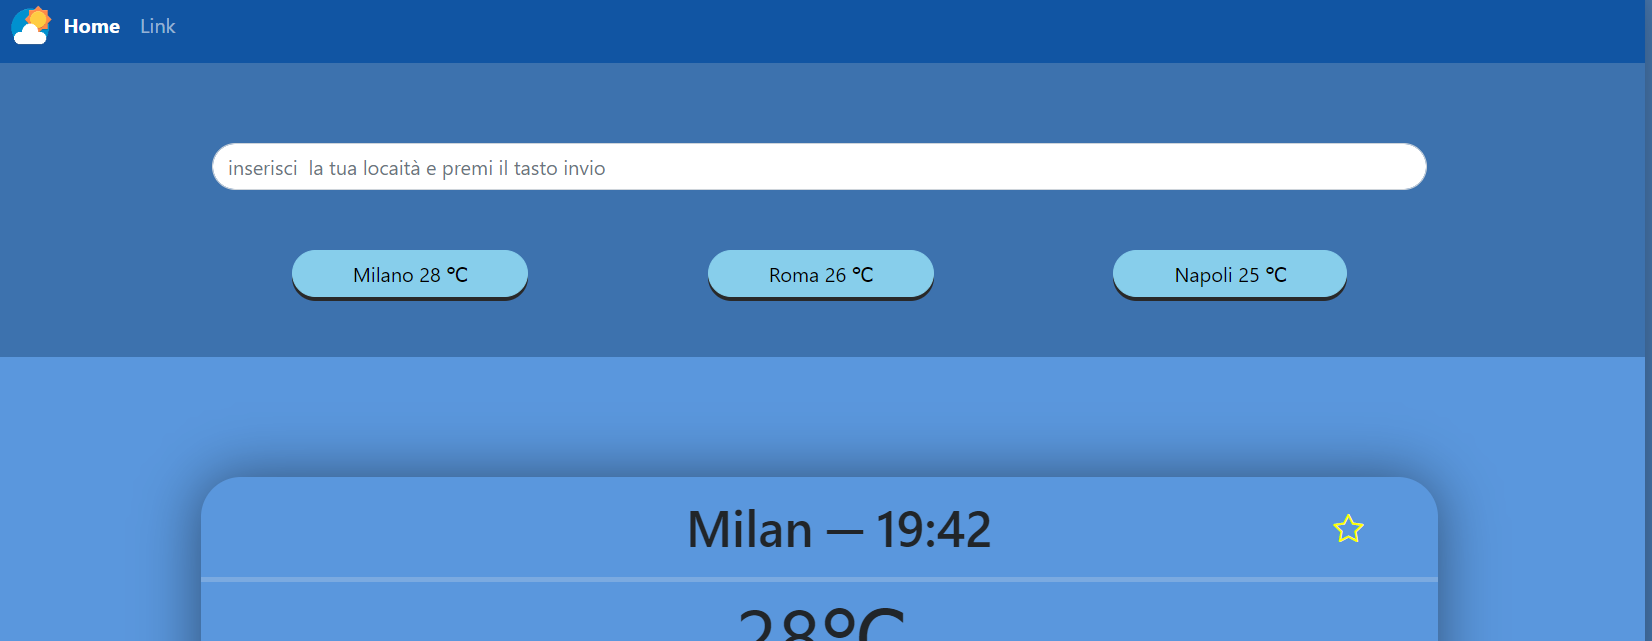 Home Link
inserisci  la tua locaità e premi il tasto invio
Milano 28 °C Roma 26 °C Napoli 25 °C
Milan — 19:42
28°C